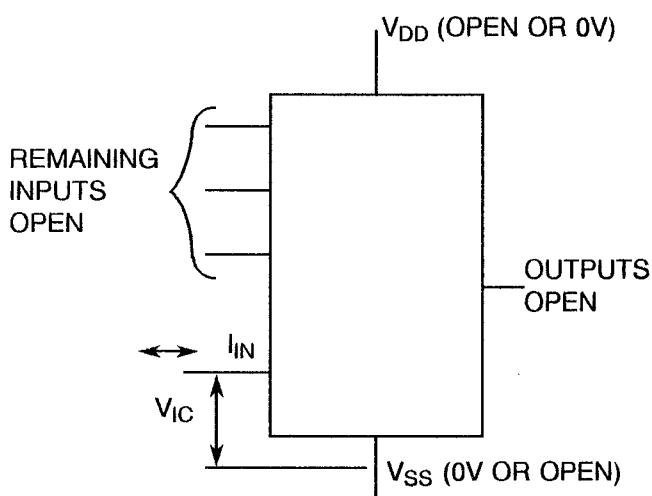 V_DD (OPEN OR 0V)
REMAINING
INPUTS
OPEN
OUTPUTS
OPEN
I_IN
V_IC
V_SS (0V OR OPEN)